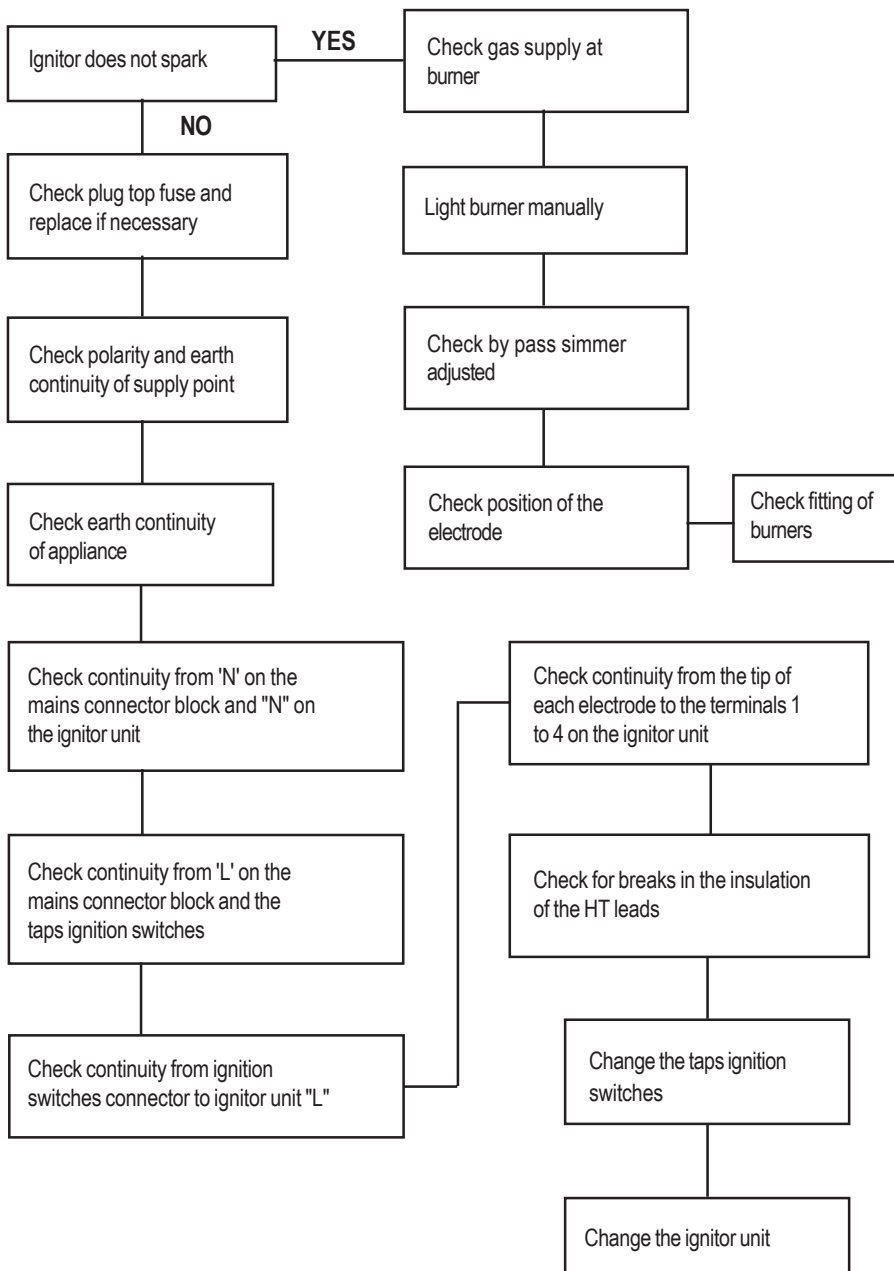 Ignitor does not spark
YES
Check gas supply at
burner
NO
Check plug top fuse and
replace if necessary
Light burner manually
Check polarity and earth
continuity of supply point
Check by pass simmer
adjusted
Check earth continuity
of appliance
Check position of the
electrode
Check fitting of
burners
Check continuity from 'N' on the
mains connector block and "N" on
the ignitor unit
Check continuity from 'L' on the
mains connector block and the
taps ignition switches
Check continuity from ignition
switches connector to ignitor unit "L"
Check continuity from the tip of
each electrode to the terminals 1
to 4 on the ignitor unit
Check for breaks in the insulation
of the HT leads
Change the taps ignition
switches
Change the ignitor unit